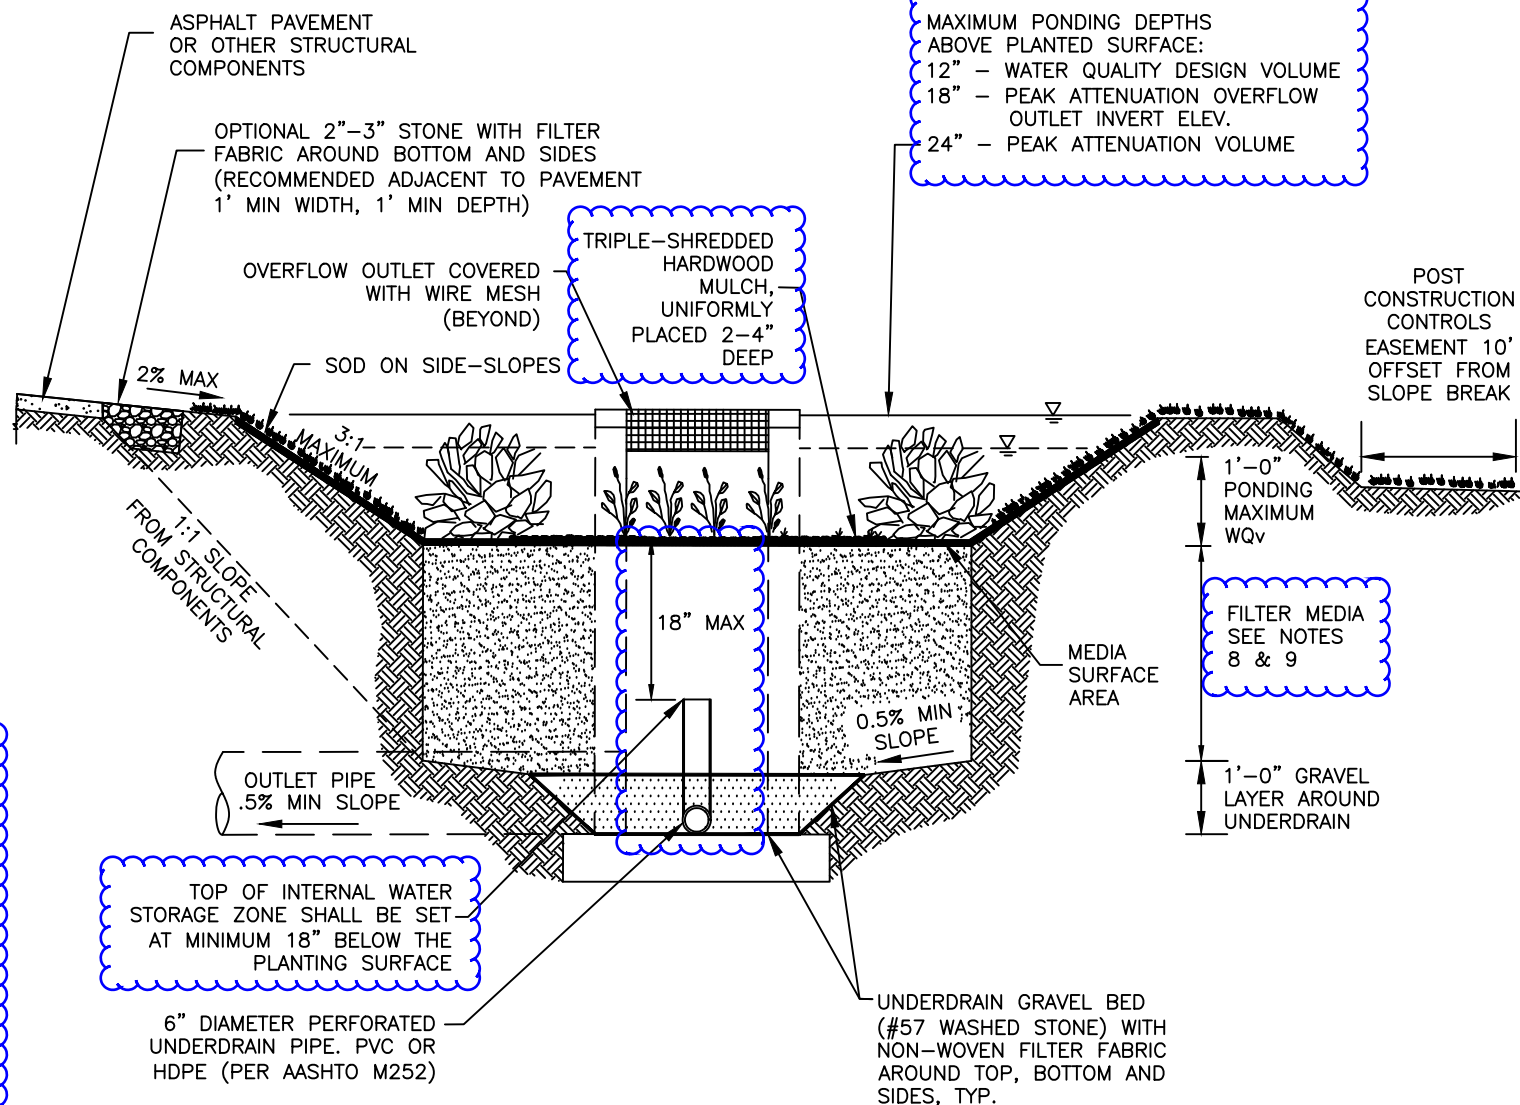 ASPHALT PAVEMENT
OR OTHER STRUCTURAL
COMPONENTS
MAXIMUM PONDING DEPTHS
ABOVE PLANTED SURFACE:
12" – WATER QUALITY DESIGN VOLUME
18" – PEAK ATTENUATION OVERFLOW
OUTLET INVERT ELEV.
24" – PEAK ATTENUATION VOLUME
OPTIONAL 2"–3" STONE WITH FILTER
FABRIC AROUND BOTTOM AND SIDES
(RECOMMENDED ADJACENT TO PAVEMENT
1' MIN WIDTH, 1' MIN DEPTH)
TRIPLE–SHREDDED
HARDWOOD
MULCH,
UNIFORMLY
PLACED 2–4"
DEEP
OVERFLOW OUTLET COVERED
WITH WIRE MESH
(BEYOND)
POST
CONSTRUCTION
CONTROLS
EASEMENT 10'
OFFSET FROM
SLOPE BREAK
SOD ON SIDE–SLOPES
2% MAX
3:1
MAXIMUM
1:1 SLOPE
FROM STRUCTURAL
COMPONENTS
1'–0"
PONDING
MAXIMUM
WQv
18" MAX
FILTER MEDIA
SEE NOTES
8 & 9
MEDIA
SURFACE
AREA
0.5% MIN
SLOPE
OUTLET PIPE
.5% MIN SLOPE
1'–0" GRAVEL
LAYER AROUND
UNDERDRAIN
TOP OF INTERNAL WATER
STORAGE ZONE SHALL BE SET
AT MINIMUM 18" BELOW THE
PLANTING SURFACE
6" DIAMETER PERFORATED
UNDERDRAIN PIPE. PVC OR
HDPE (PER AASHTO M252)
UNDERDRAIN GRAVEL BED
(#57 WASHED STONE) WITH
NON–WOVEN FILTER FABRIC
AROUND TOP, BOTTOM AND
SIDES, TYP.